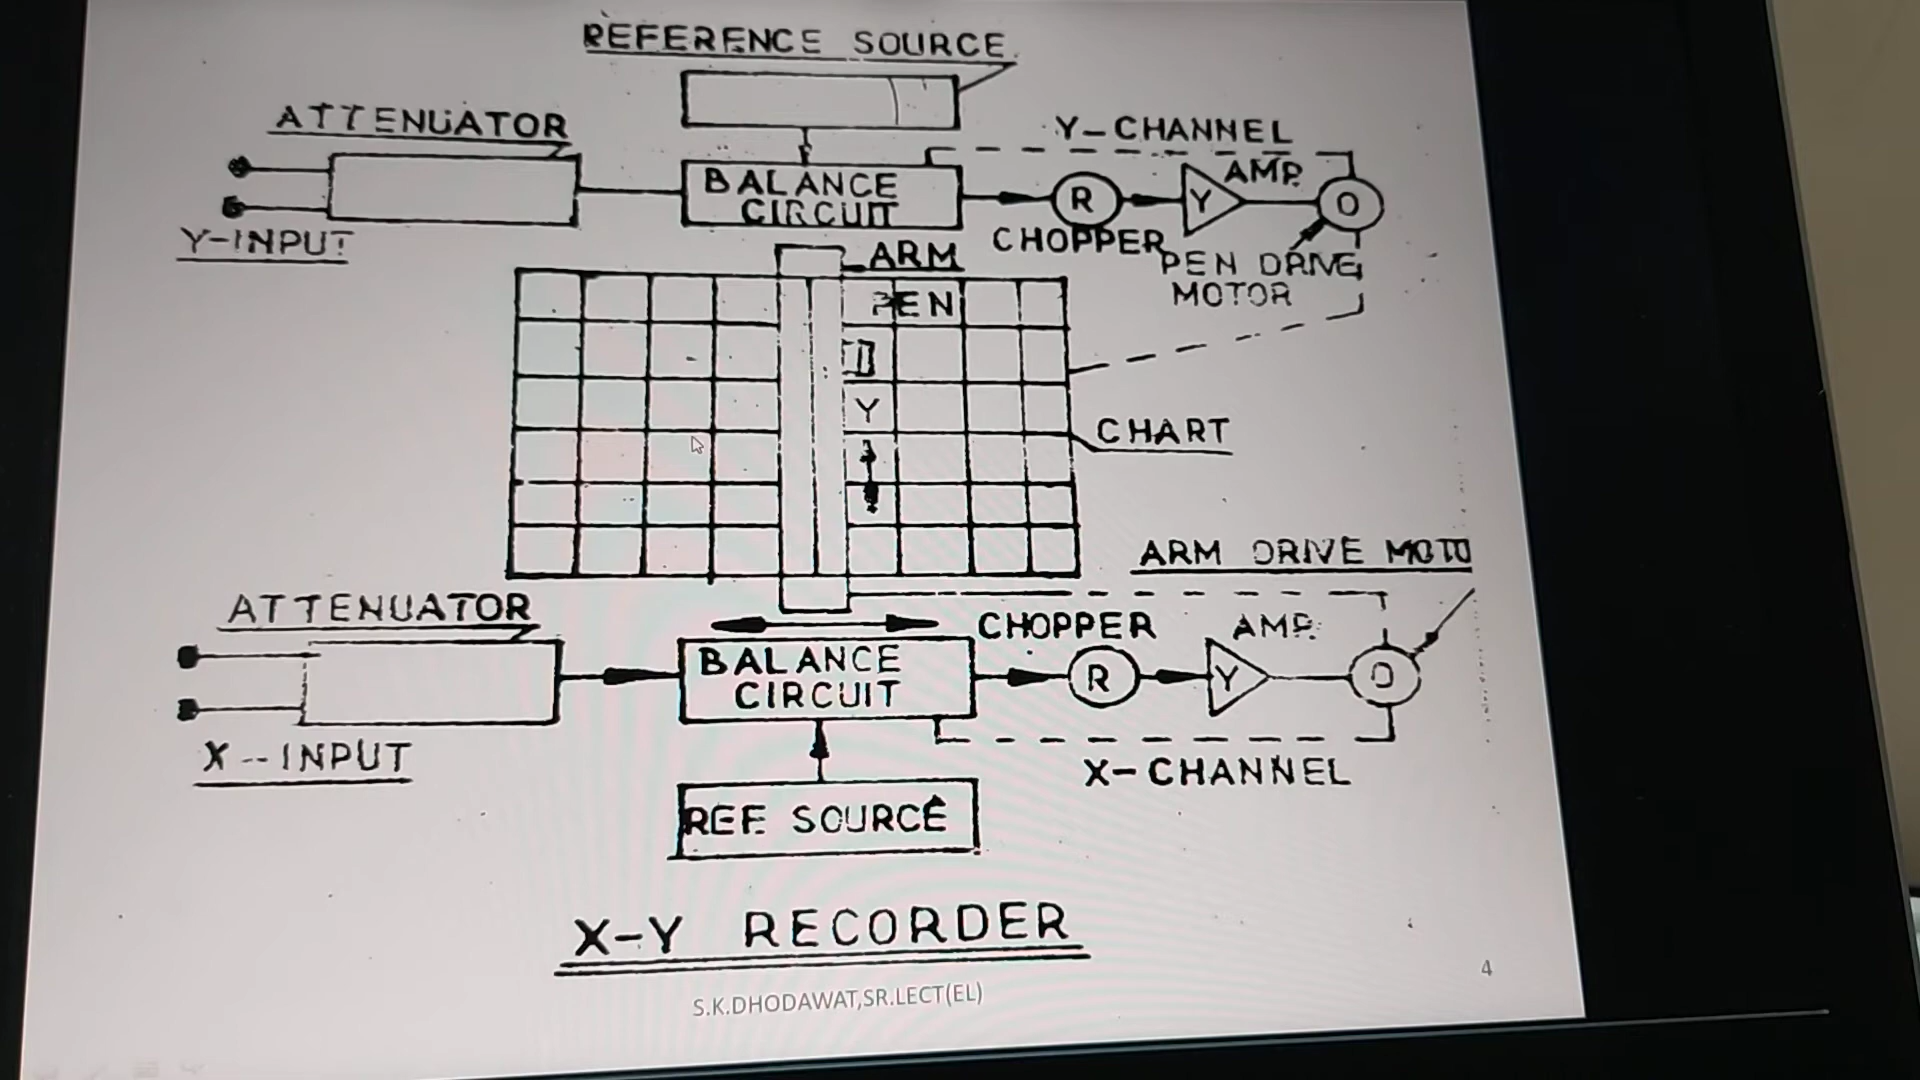 REFERENCE SOURCE
ATTENUATOR
Y-CHANNEL
AMP.
BALANCE
CIRCUIT
R
Y
O
Y-INPUT
ARM
CHOPPER
PEN DRIVE
MOTOR
PEN
Y
CHART
ARM DRIVE MOTO
ATTENUATOR
CHOPPER
AMP.
BALANCE
CIRCUIT
R
Y
O
X--INPUT
X-CHANNEL
REF. SOURCE
X-Y RECORDER
S.K.DHODAWAT,SR.LECT(EL)
4